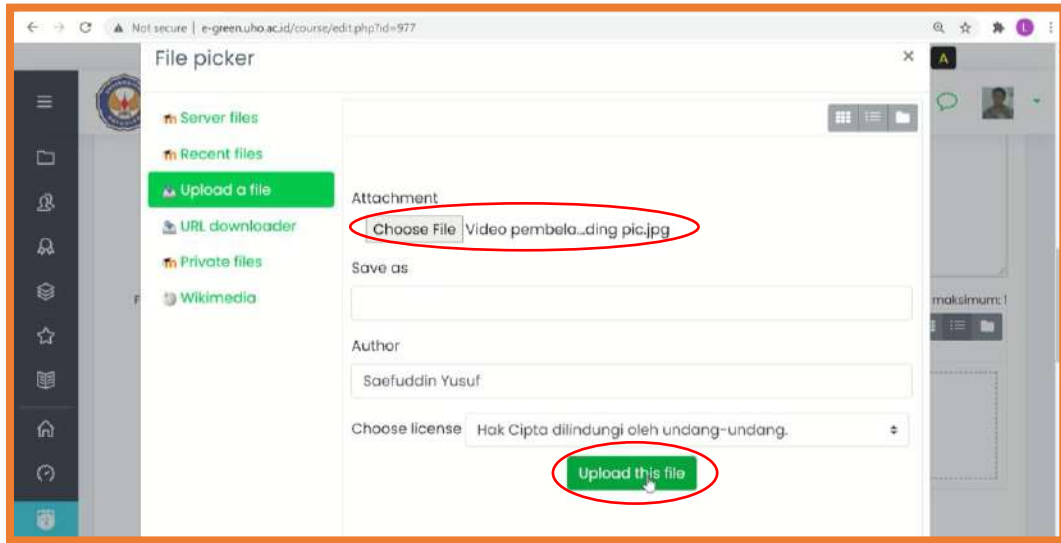 Not secure | e-green.uho.ac.id/course/edit.php?id=977
L
File picker
A
Server files
Recent files
Upload a file
URL downloader
Private files
Wikimedia
Attachment
Choose File Video pembela...ding pic.jpg
Save as
F
maksimum: 1
Author
Saefuddin Yusuf
Choose license Hak Cipta dilindungi oleh undang-undang.
Upload this file